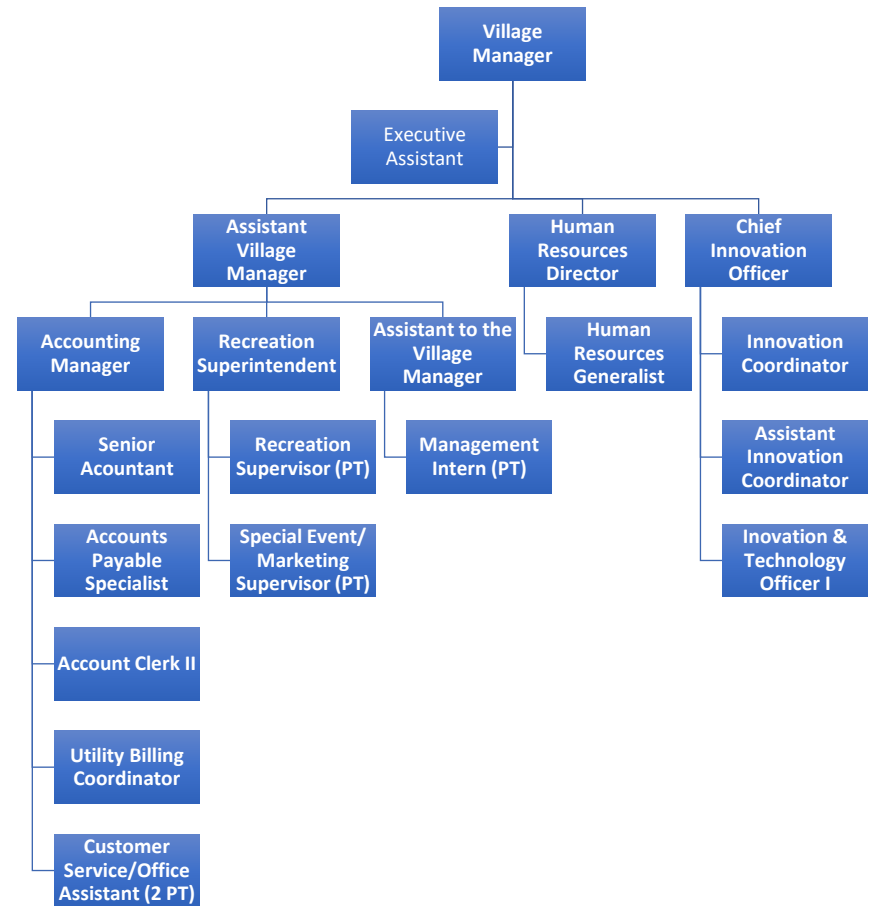 Village
Manager
Executive
Assistant
Assistant
Village
Manager
Human
Resources
Director
Chief
Innovation
Officer
Accounting
Manager
Recreation
Superintendent
Assistant to the
Village
Manager
Human
Resources
Generalist
Innovation
Coordinator
Senior
Acountant
Recreation
Supervisor (PT)
Management
Intern (PT)
Assistant
Innovation
Coordinator
Accounts
Payable
Specialist
Special Event/
Marketing
Supervisor (PT)
Inovation &
Technology
Officer I
Account Clerk II
Utility Billing
Coordinator
Customer
Service/Office
Assistant (2 PT)